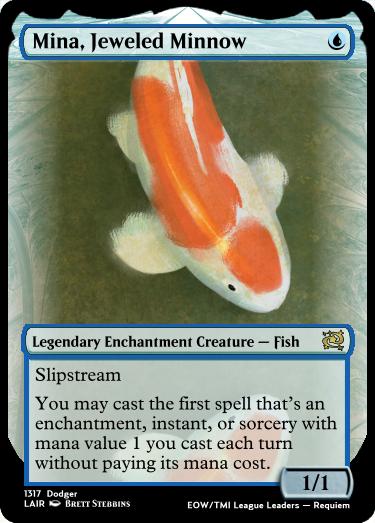 Mina, Jeweled Minnow
Legendary Enchantment Creature — Fish
Slipstream
You may cast the first spell that's an
enchantment, instant, or sorcery with
mana value 1 you cast each turn
without paying its mana cost.
1/1
1317 Dodger
LAIR Brett Stebbins
EOW/TMI League Leaders — Requiem